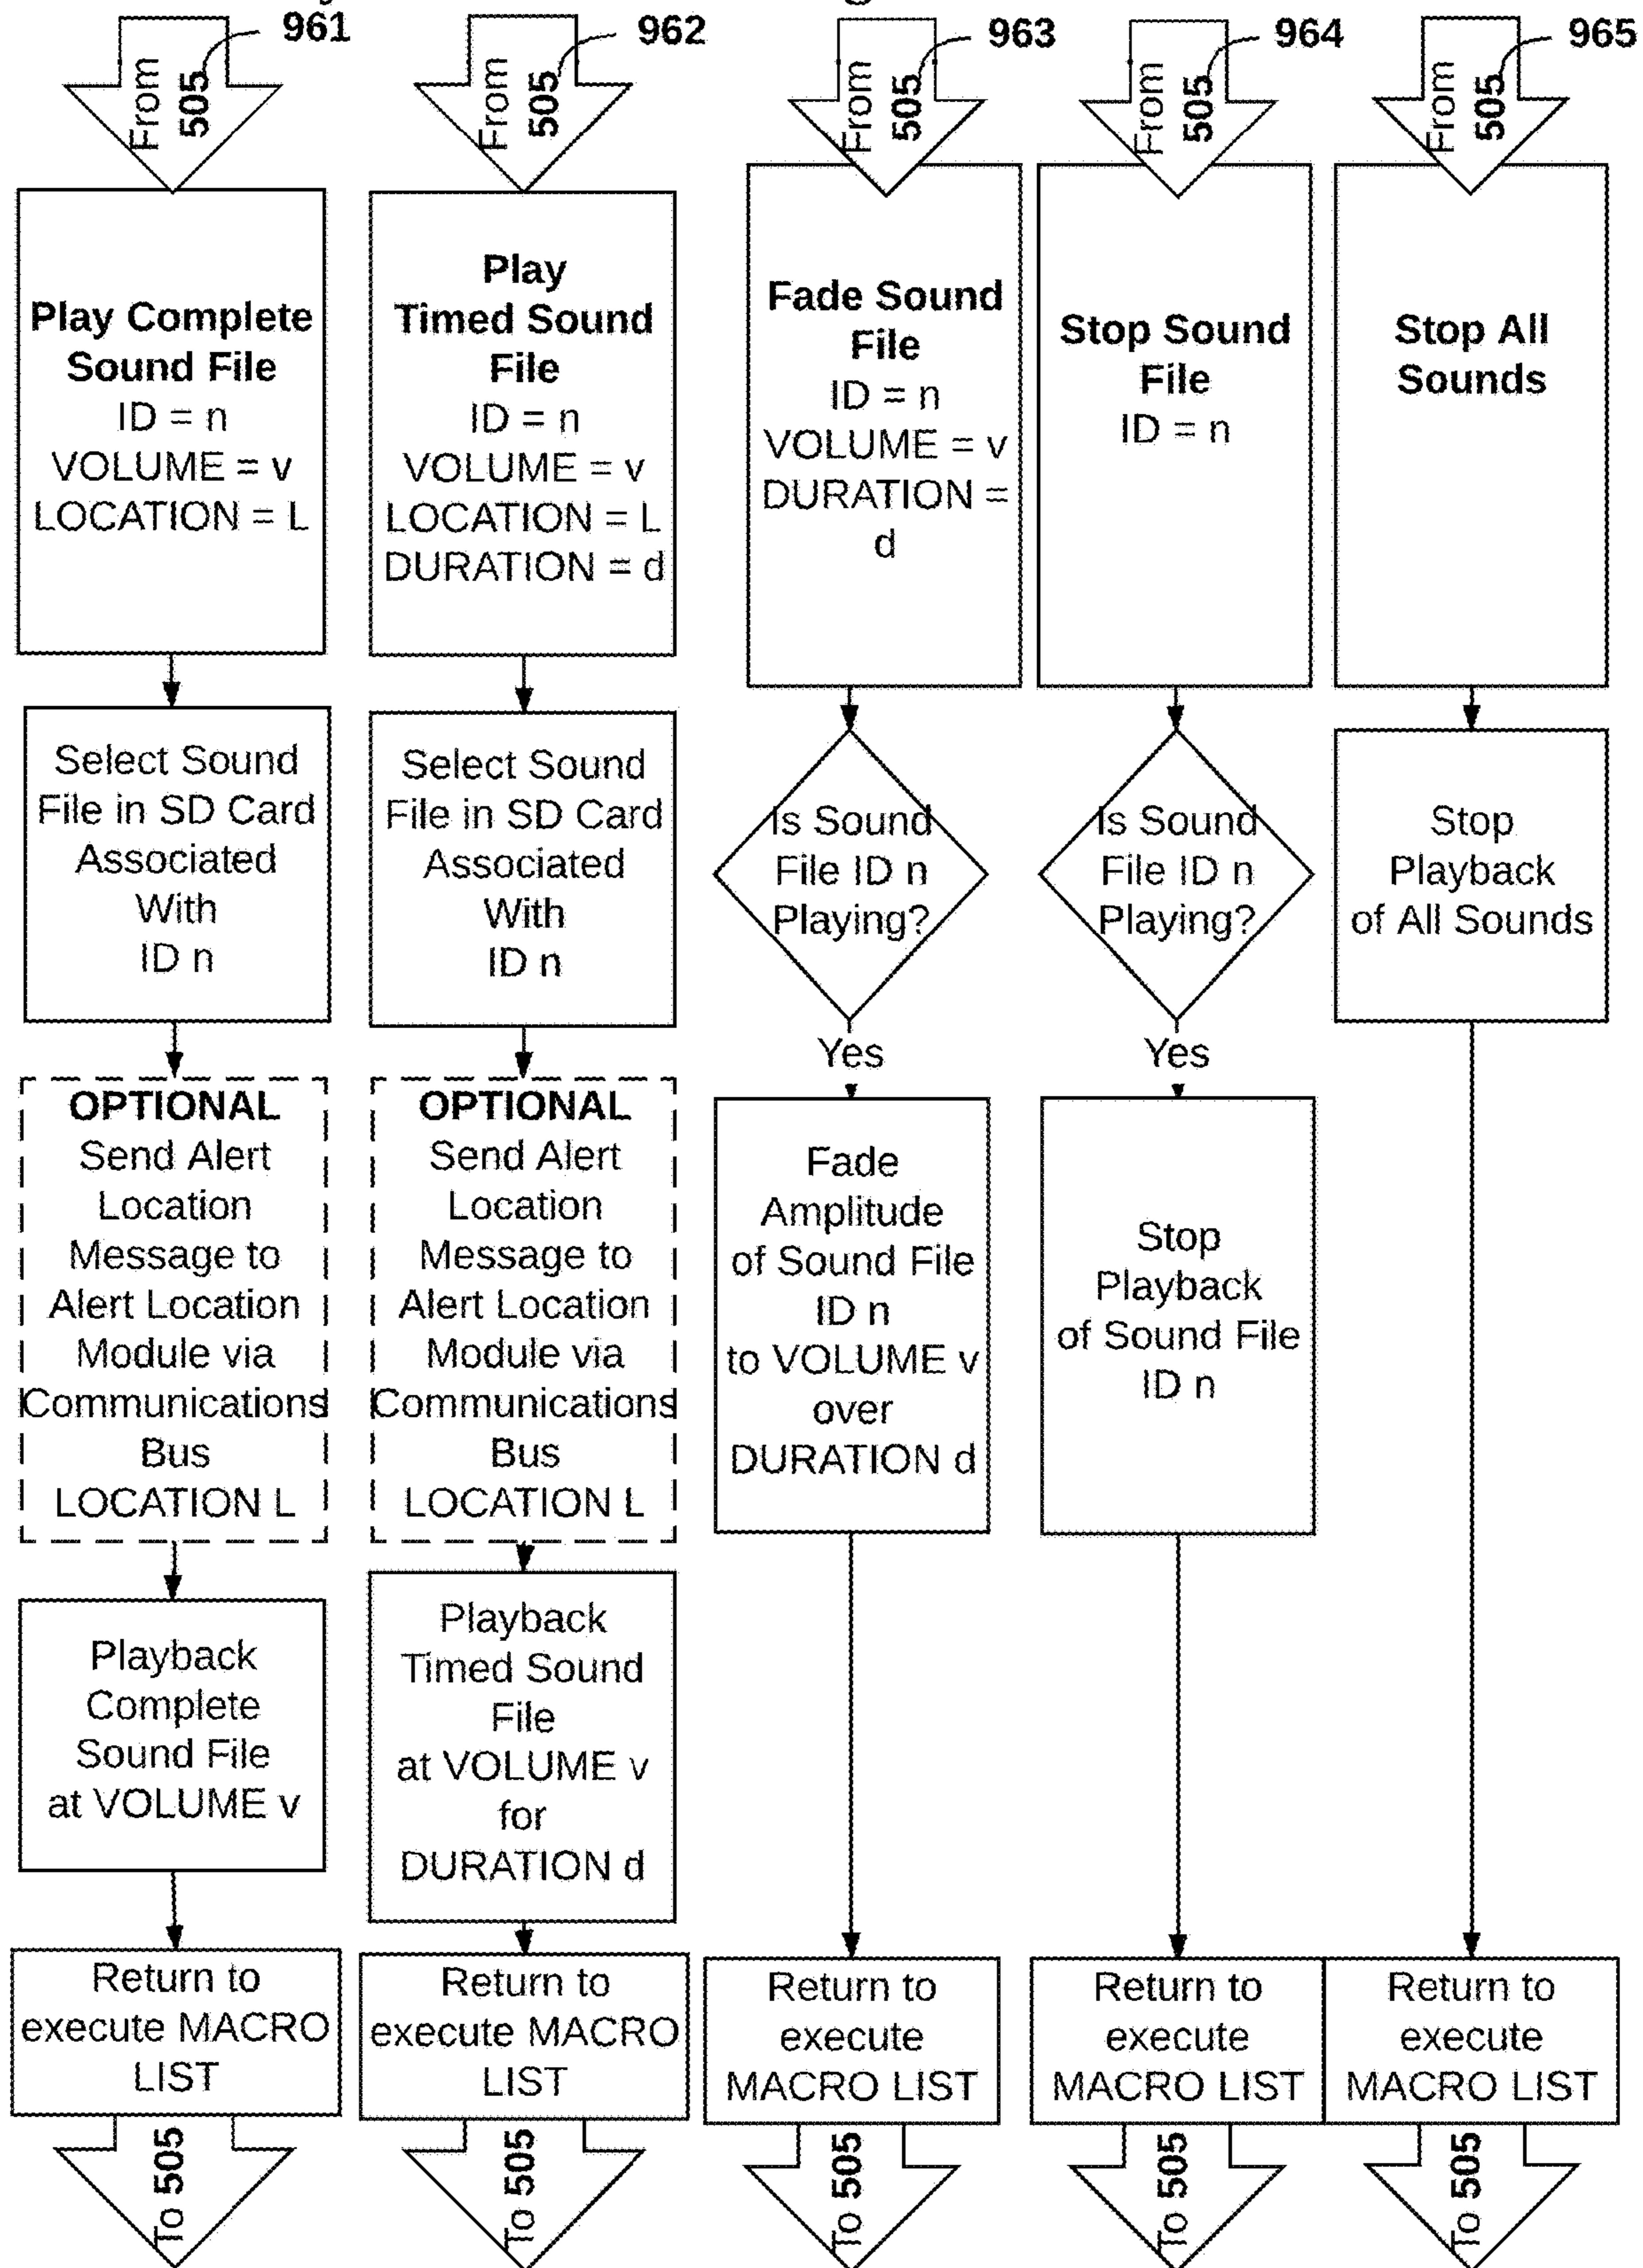 961
From
505
Play Complete
Sound File
ID = n
VOLUME = v
LOCATION = L
Select Sound
File in SD Card
Associated
With
ID n
OPTIONAL
Send Alert
Location
Message to
Alert Location
Module via
Communications
Bus
LOCATION L
Playback
Complete
Sound File
at VOLUME v
Return to
execute MACRO
LIST
To 505
962
From
505
Play
Timed Sound
File
ID = n
VOLUME = v
LOCATION = L
DURATION = d
Select Sound
File in SD Card
Associated
With
ID n
OPTIONAL
Send Alert
Location
Message to
Alert Location
Module via
Communications
Bus
LOCATION L
Playback
Timed Sound
File
at VOLUME v
for
DURATION d
Return to
execute MACRO
LIST
To 505
963
From
505
Fade Sound
File
ID = n
VOLUME = v
DURATION =
d
Is Sound
File ID n
Playing?
Yes
Fade
Amplitude
of Sound File
ID n
to VOLUME v
over
DURATION d
Return to
execute
MACRO LIST
To 505
964
From
505
Stop Sound
File
ID = n
Is Sound
File ID n
Playing?
Yes
Stop
Playback
of Sound File
ID n
Return to
execute
MACRO LIST
To 505
965
From
505
Stop All
Sounds
Stop
Playback
of All Sounds
Return to
execute
MACRO LIST
To 505